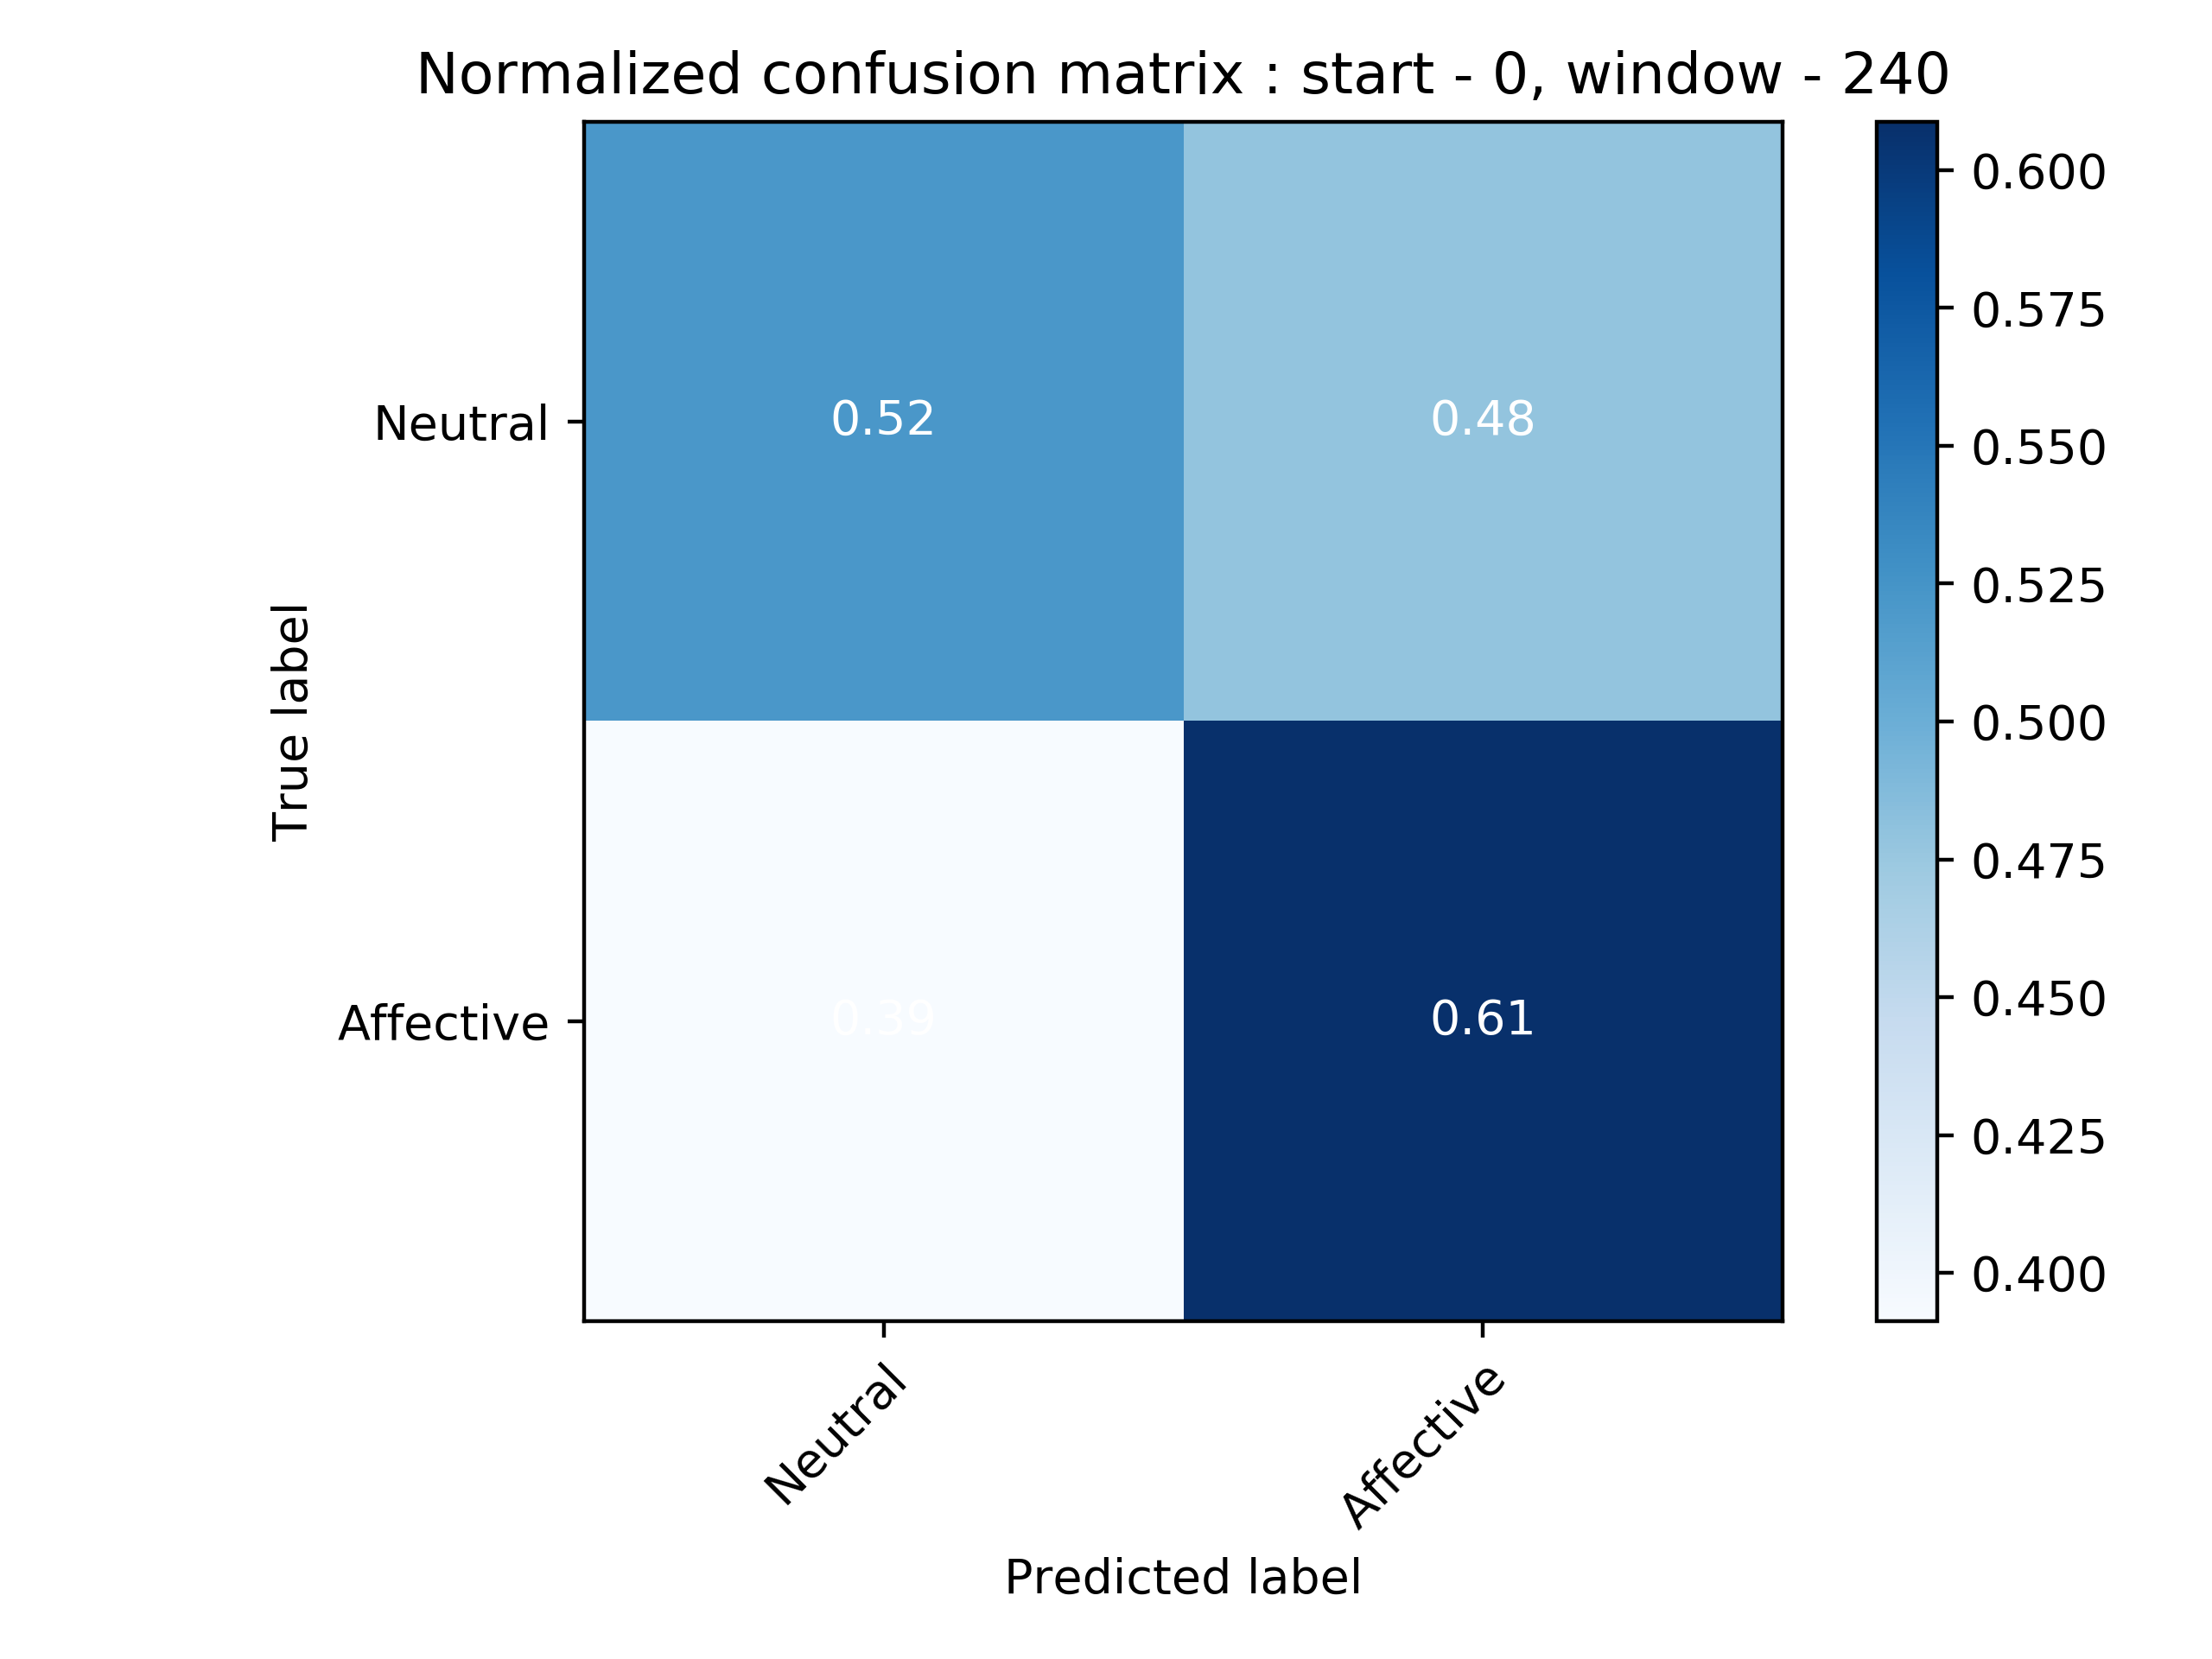 Normalized confusion matrix : start - 0, window - 240
True label
Neutral
Affective
0.52
0.48
0.39
0.61
Neutral
Affective
Predicted label
0.600
0.575
0.550
0.525
0.500
0.475
0.450
0.425
0.400